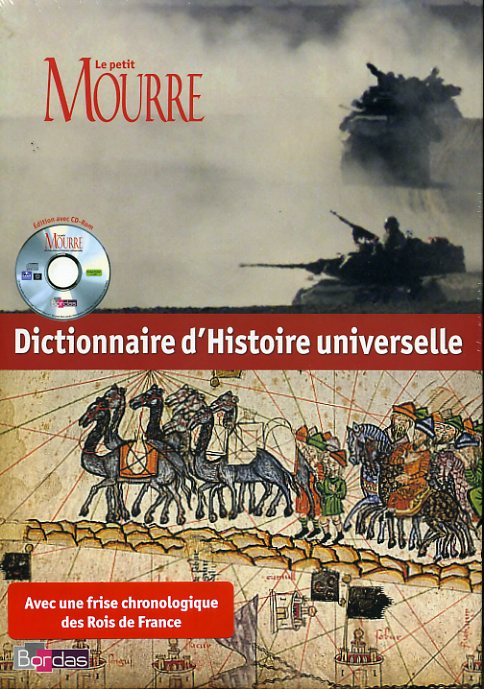 Le petit
MOURRE
Edition avec CD-Rom
MOURRE
Bordas
Dictionnaire d'Histoire universelle
Avec une frise chronologique
des Rois de France
Bordas